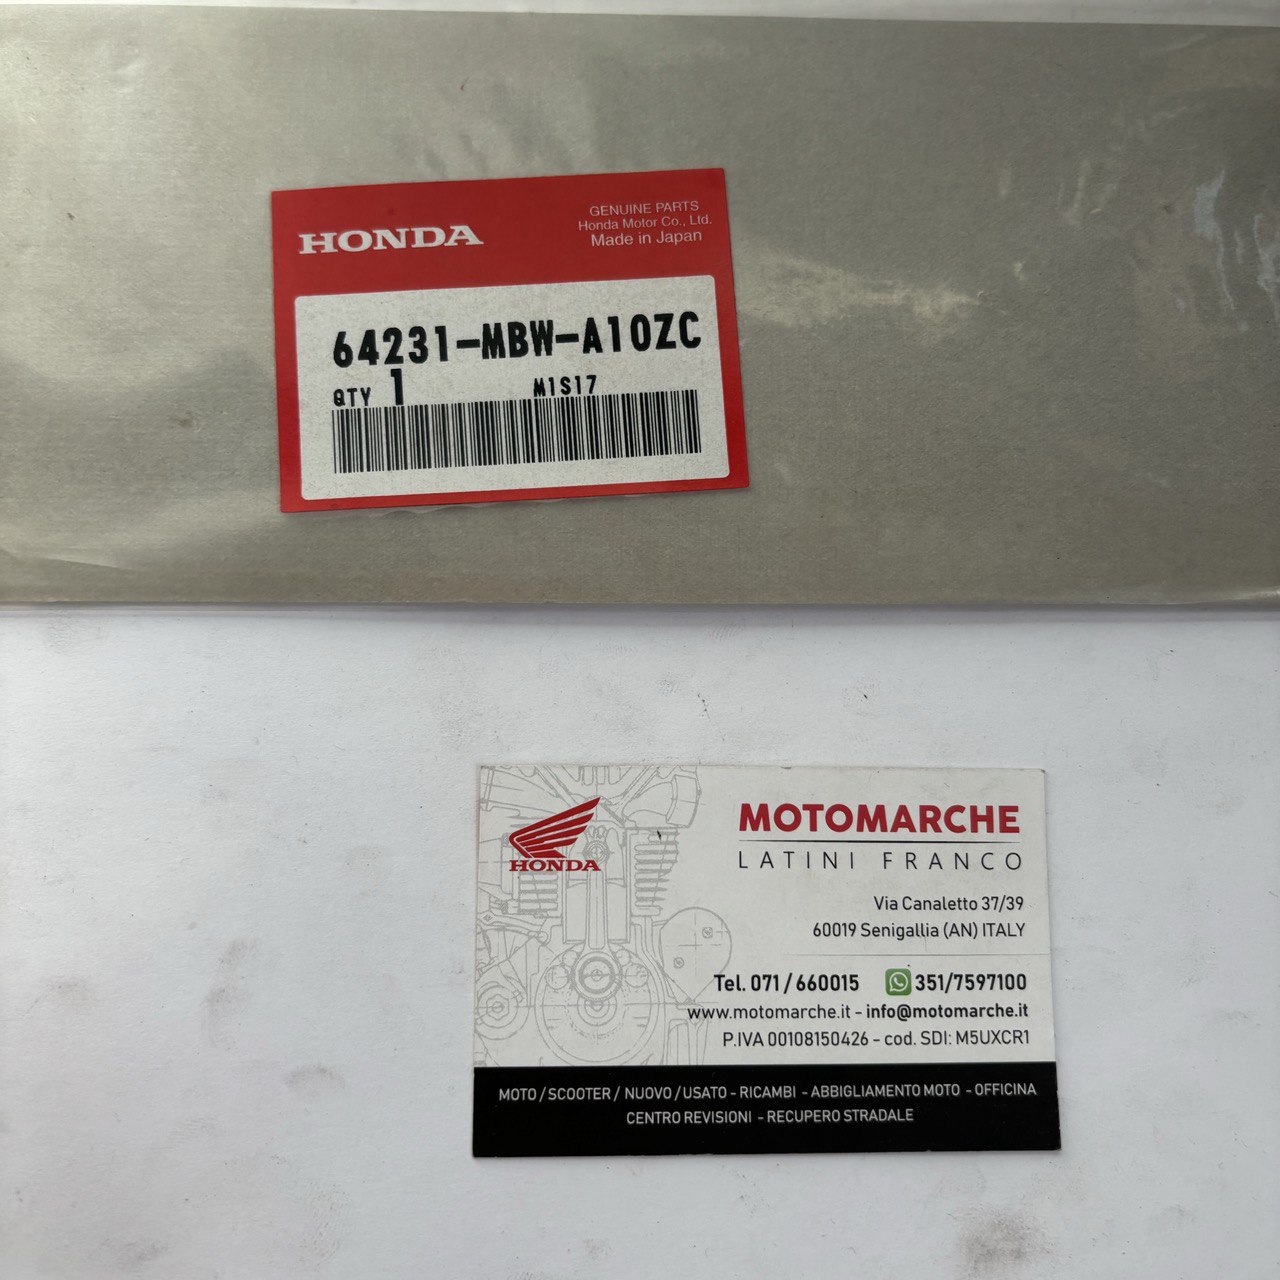 HONDA
GENUINE PARTS
Honda Motor Co., Ltd.
Made in Japan
64231-MBW-A10ZC
QTY 1 M1S17
HONDA
MOTOMARCHE
LATINI FRANCO
Via Canaletto 37/39
60019 Senigallia (AN) ITALY
Tel. 071 / 660015 351/7597100
www.motomarche.it - info@motomarche.it
P.IVA 00108150426 - cod. SDI: M5UXCR1
MOTO / SCOOTER / NUOVO / USATO - RICAMBI - ABBIGLIAMENTO MOTO - OFFICINA
CENTRO REVISIONI - RECUPERO STRADALE